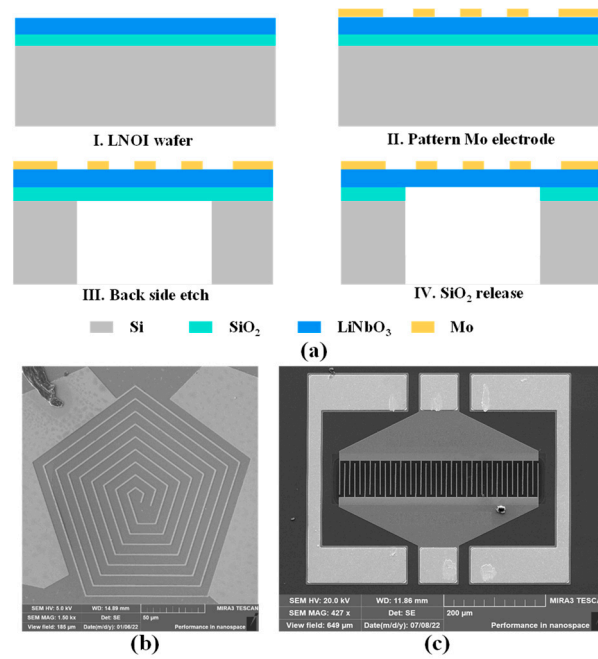 I. LNOI wafer
II. Pattern Mo electrode
III. Back side etch
IV. SiO₂ release
Si
SiO₂
LiNbO₃
Mo
(a)
SEM HV: 5.0 kV
WD: 14.89 mm
MIRA3 TESCAN
SEM MAG: 1.50 kx
Det: SE
50 µm
View field: 185 µm
Date(m/d/y): 01/06/22
Performance in nanospace
(b)
SEM HV: 20.0 kV
WD: 11.86 mm
MIRA3 TESCAN
SEM MAG: 427 x
Det: SE
200 µm
View field: 649 µm
Date(m/d/y): 07/08/22
Performance in nanospace
(c)